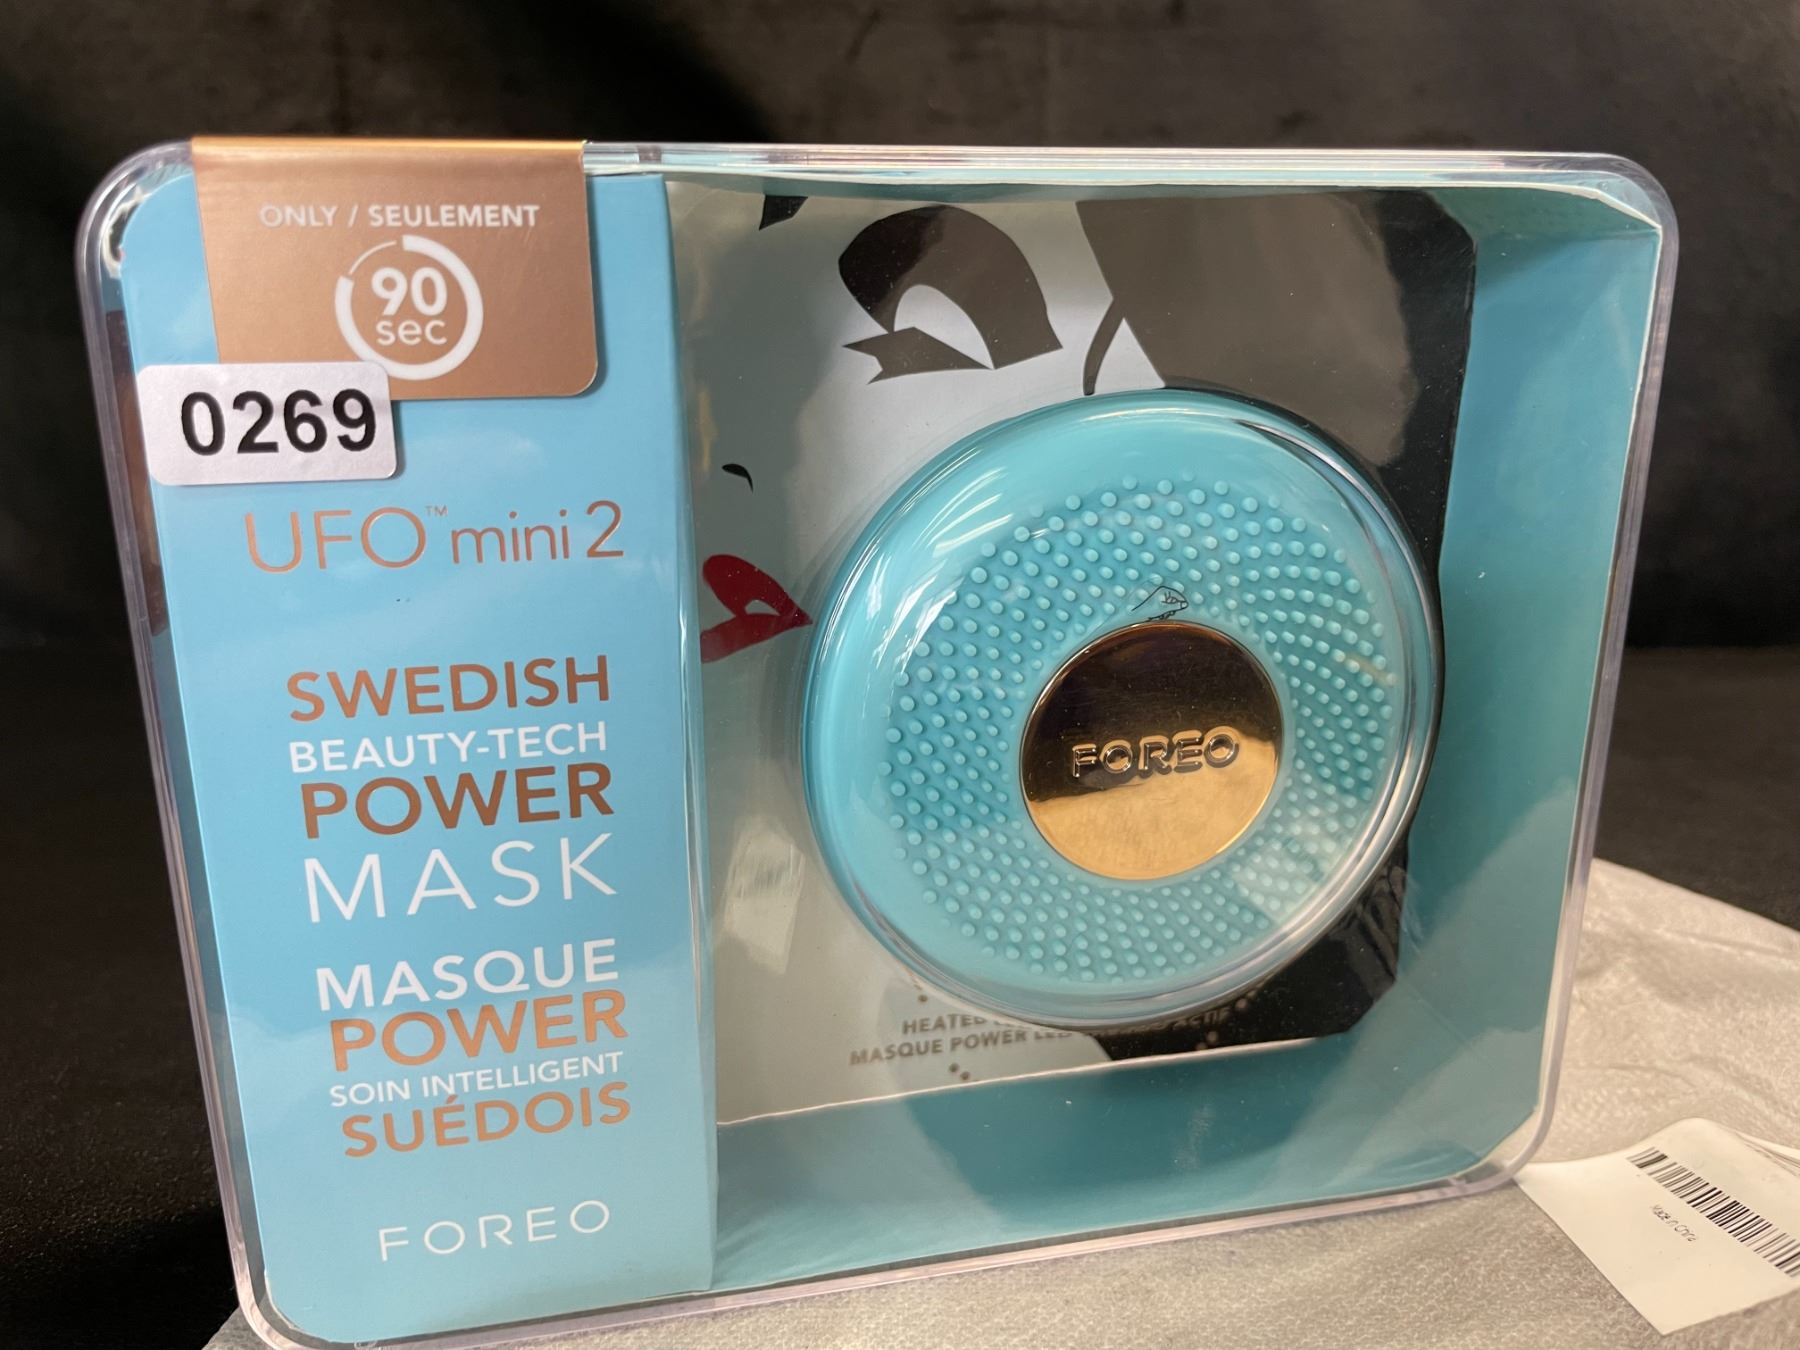 ONLY / SEULEMENT
90
sec
0269
UFO™ mini 2
SWEDISH
BEAUTY-TECH
POWER
MASK
MASQUE
POWER
SOIN INTELLIGENT
SUÉDOIS
FOREO
FOREO
HEATED
MASQUE POWER LED